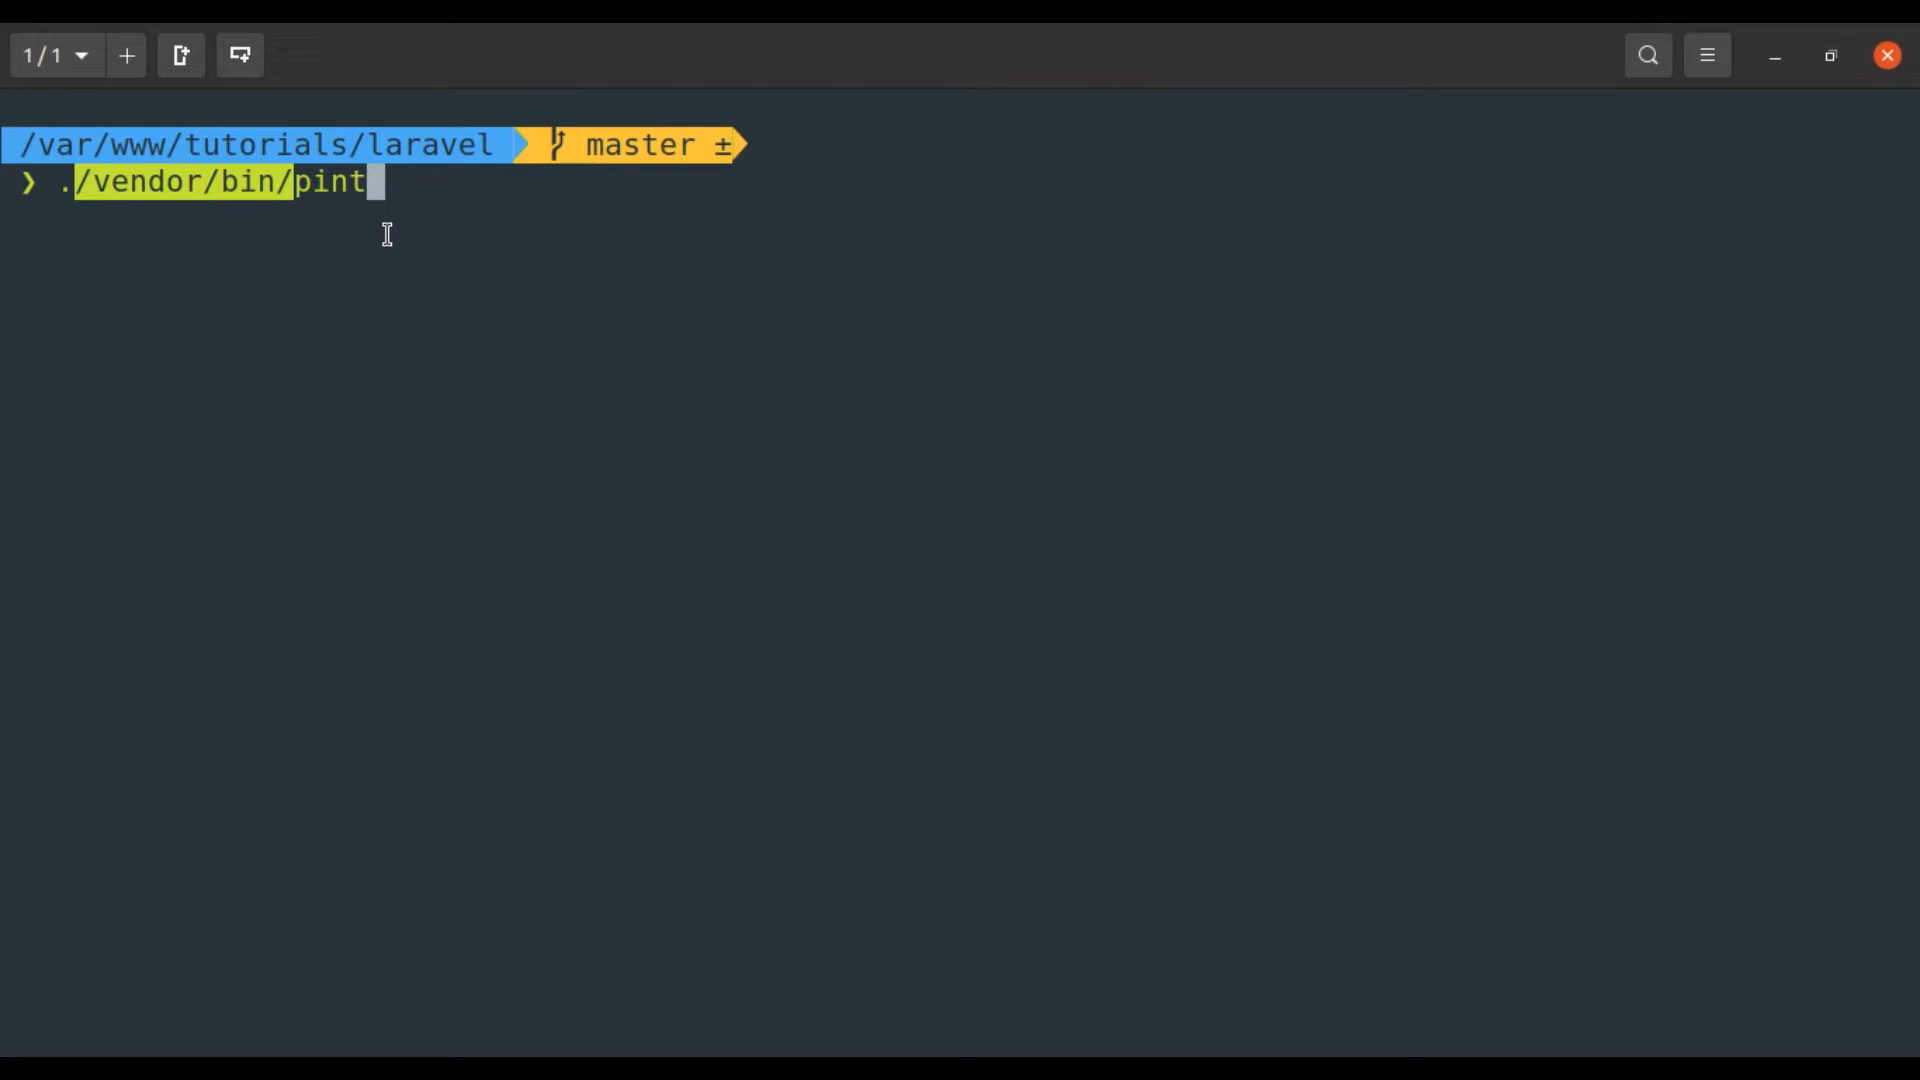 1/1
/var/www/tutorials/laravel master ±
❯ ./vendor/bin/pint